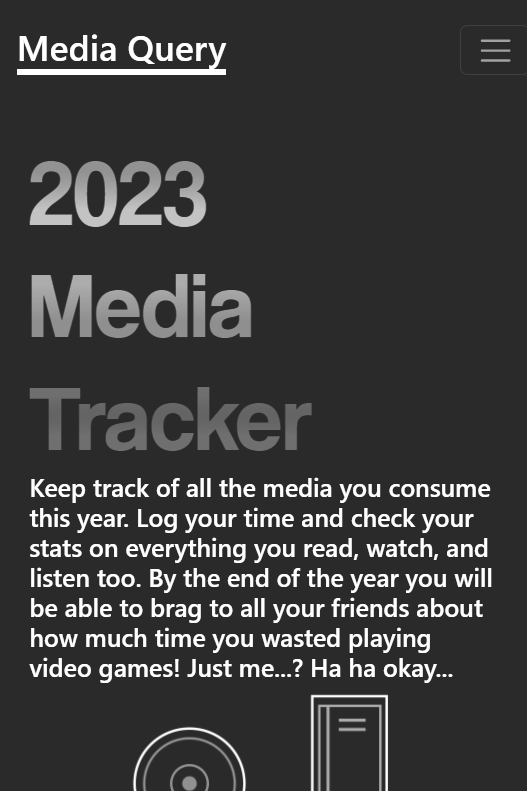 Media Query
2023
Media
Tracker
Keep track of all the media you consume
this year. Log your time and check your
stats on everything you read, watch, and
listen too. By the end of the year you will
be able to brag to all your friends about
how much time you wasted playing
video games! Just me...? Ha ha okay...